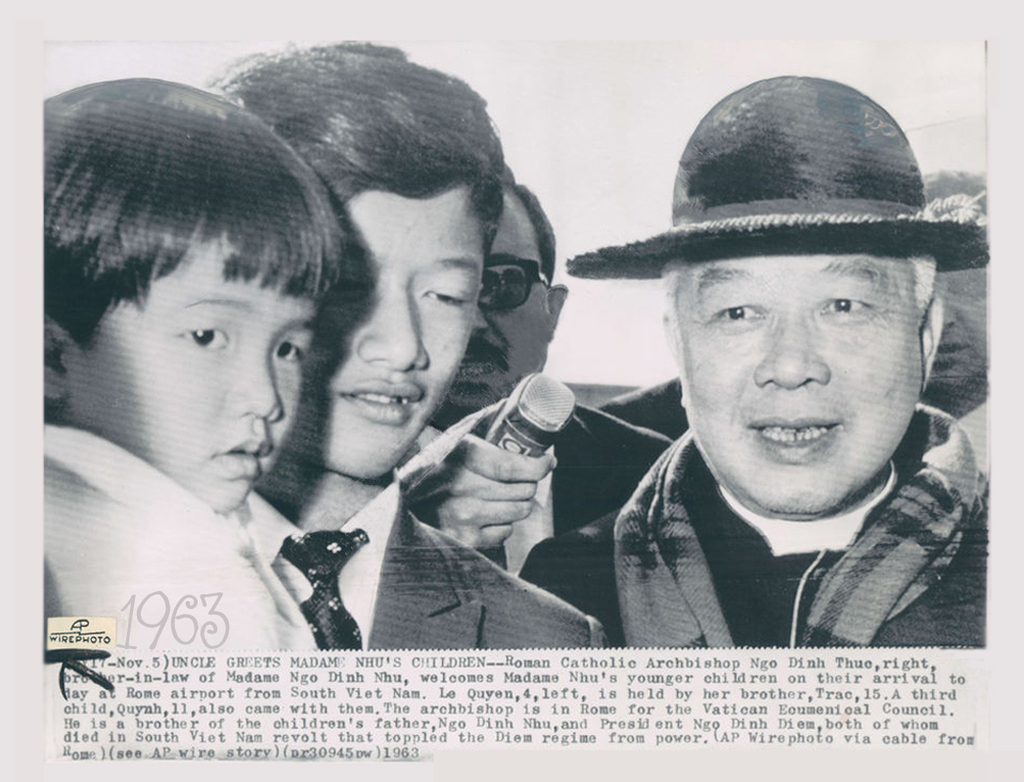 1963
AP
WIREPHOTO
17-Nov.5)UNCLE GREETS MADAME NHU'S CHILDREN--Roman Catholic Archbishop Ngo Dinh Thuc,right,
brother-in-law of Madame Ngo Dinh Nhu, welcomes Madame Nhu's younger children on their arrival to
day at Rome airport from South Viet Nam. Le Quyen,4,left, is held by her brother,Trac,15.A third
child,Quynh,11,also came with them.The archbishop is in Rome for the Vatican Ecumenical Council.
He is a brother of the children's father,Ngo Dinh Nhu,and President Ngo Dinh Diem,both of whom
died in South Viet Nam revolt that toppled the Diem regime from power.(AP Wirephoto via cable from
Rome)(see AP wire story)(pr30945pw)1963